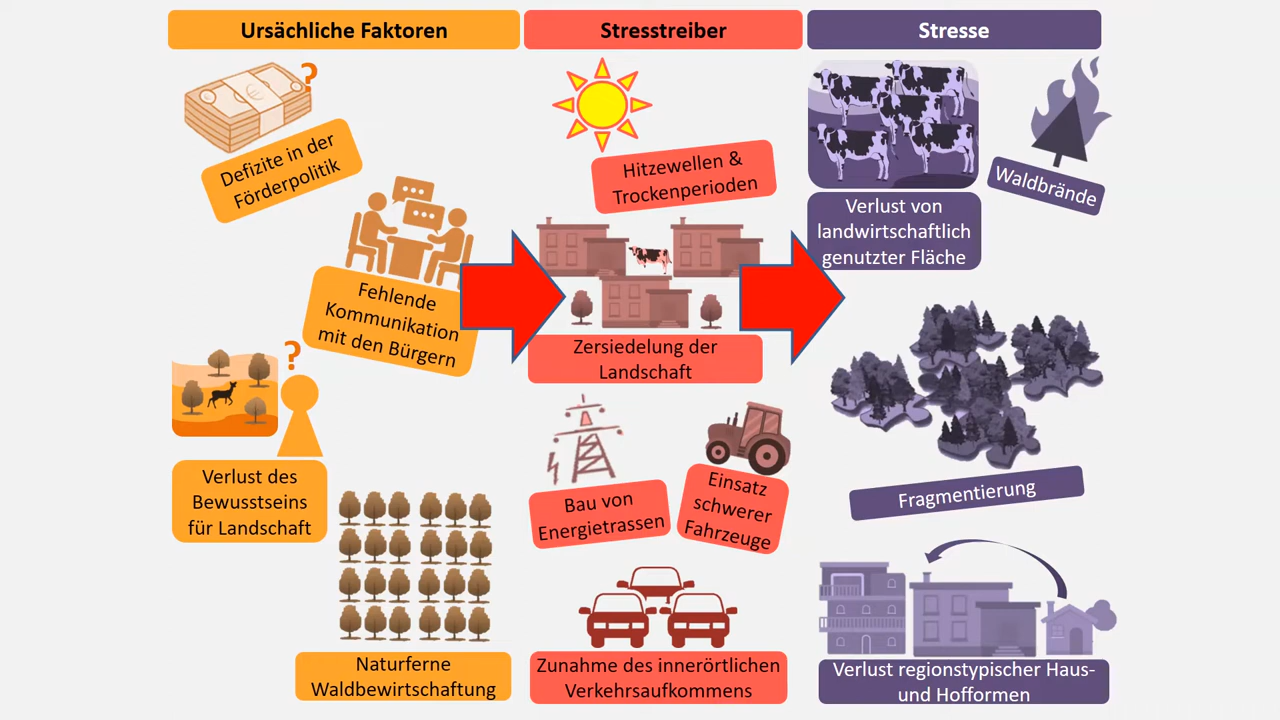 Ursächliche Faktoren
Stresstreiber
Stresse
?
Defizite in der
Förderpolitik
Fehlende
Kommunikation
mit den Bürgern
?
Verlust des
Bewusstseins
für Landschaft
Naturferne
Waldbewirtschaftung
Hitzewellen &
Trockenperioden
Zersiedelung der
Landschaft
Bau von
Energietrassen
Einsatz
schwerer
Fahrzeuge
Zunahme des innerörtlichen
Verkehrsaufkommens
Verlust von
landwirtschaftlich
genutzter Fläche
Waldbrände
Fragmentierung
Verlust regionstypischer Haus-
und Hofformen